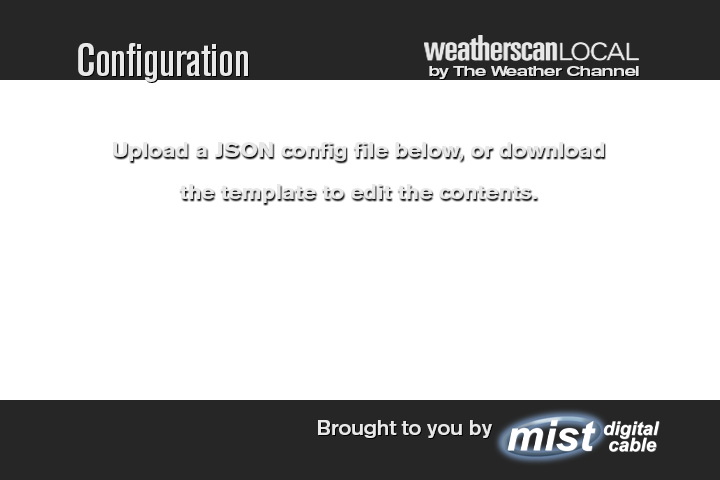 Configuration
weatherscanLOCAL
by The Weather Channel
Upload a JSON config file below, or download
the template to edit the contents.
Brought to you by
mist digital
cable